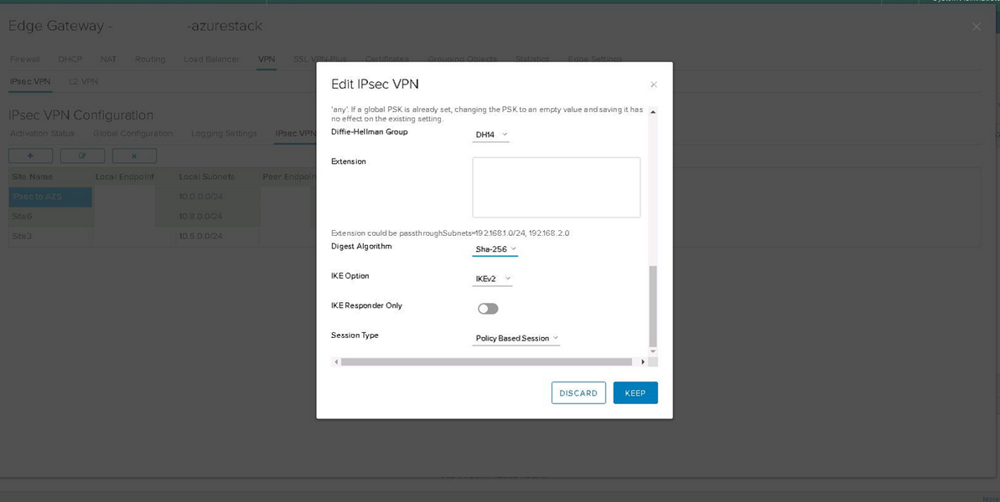 System Administrator
Edge Gateway - -azurestack
Firewall DHCP NAT Routing Load Balancer VPN SSL VPN-Plus Certificates Grouping Objects Statistics Edge Settings
IPsec VPN L2 VPN
IPsec VPN Configuration
Activation Status Global Configuration Logging Settings IPsec VPN
Site Name Local Endpoint Local Subnets Peer Endpoin
IPsec to AZS 10.0.0.0/24
Site6 10.8.0.0/24
Site3 10.5.0.0/24
Edit IPsec VPN
'any'. If a global PSK is already set, changing the PSK to an empty value and saving it has
no effect on the existing setting.
Diffie-Hellman Group DH14
Extension
Extension could be passthroughSubnets=192.168.1.0/24, 192.168.2.0
Digest Algorithm Sha-256
IKE Option IKEv2
IKE Responder Only
Session Type Policy Based Session
DISCARD KEEP
More